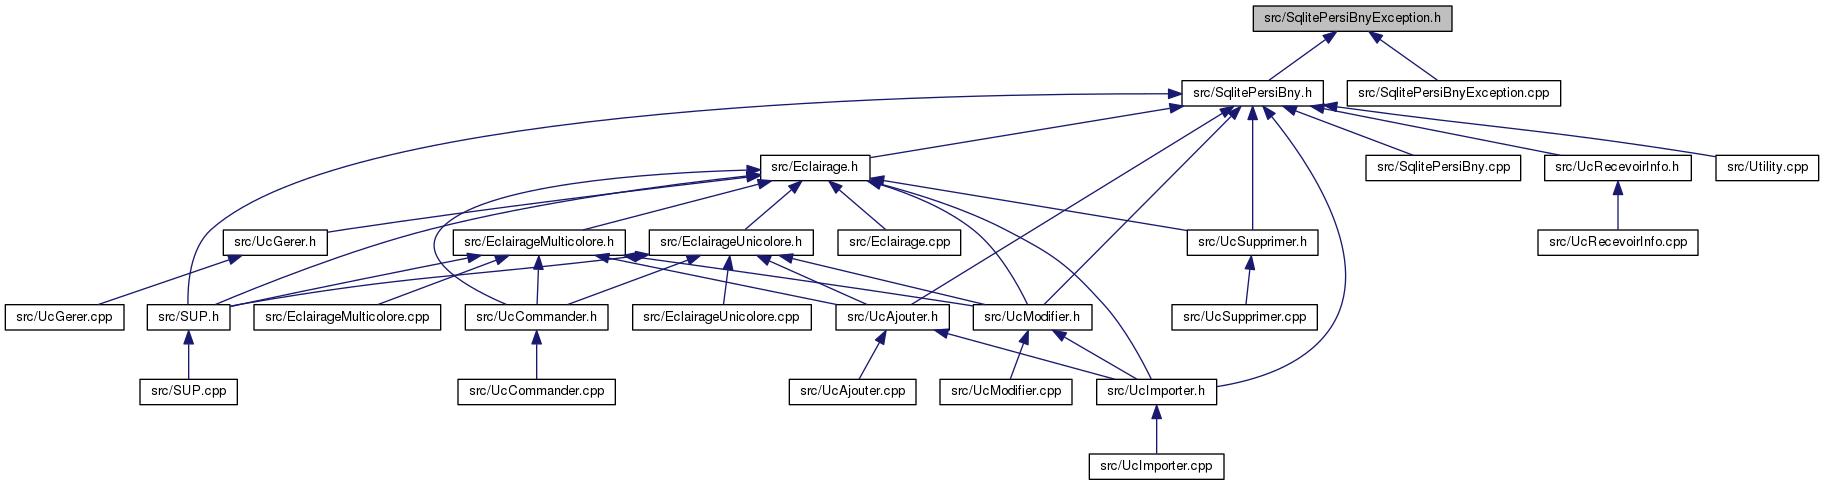 src/SqlitePersiBnyException.h
src/SqlitePersiBny.h
src/SqlitePersiBnyException.cpp
src/Eclairage.h
src/SqlitePersiBny.cpp
src/UcRecevoirInfo.h
src/Utility.cpp
src/UcGerer.h
src/EclairageMulticolore.h
src/EclairageUnicolore.h
src/Eclairage.cpp
src/UcSupprimer.h
src/UcRecevoirInfo.cpp
src/UcGerer.cpp
src/SUP.h
src/EclairageMulticolore.cpp
src/UcCommander.h
src/EclairageUnicolore.cpp
src/UcAjouter.h
src/UcModifier.h
src/UcSupprimer.cpp
src/SUP.cpp
src/UcCommander.cpp
src/UcAjouter.cpp
src/UcModifier.cpp
src/UcImporter.h
src/UcImporter.cpp